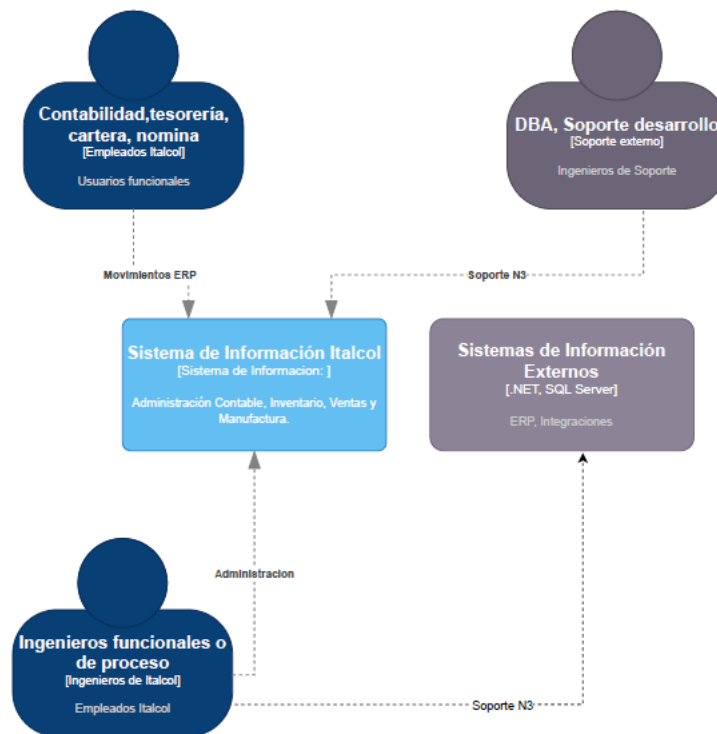 Contabilidad,tesorería,
cartera, nomina
[Empleados Italcol]
Usuarios funcionales
DBA, Soporte desarrollo
[Soporte externo]
Ingenieros de Soporte
Movimientos ERP
Soporte N3
Sistema de Información Italcol
[Sistema de Informacion: ]
Administración Contable, Inventario, Ventas y
Manufactura.
Sistemas de Información
Externos
[.NET, SQL Server]
ERP, Integraciones
Administracion
Ingenieros funcionales o
de proceso
[Ingenieros de Italcol]
Empleados Italcol
Soporte N3